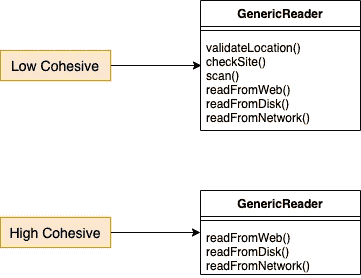 GenericReader
validateLocation()
checkSite()
Low Cohesive
scan()
readFromWeb()
readFromDisk()
readFromNetwork()
GenericReader
High Cohesive
readFromWeb()
readFromDisk()
readFromNetwork()